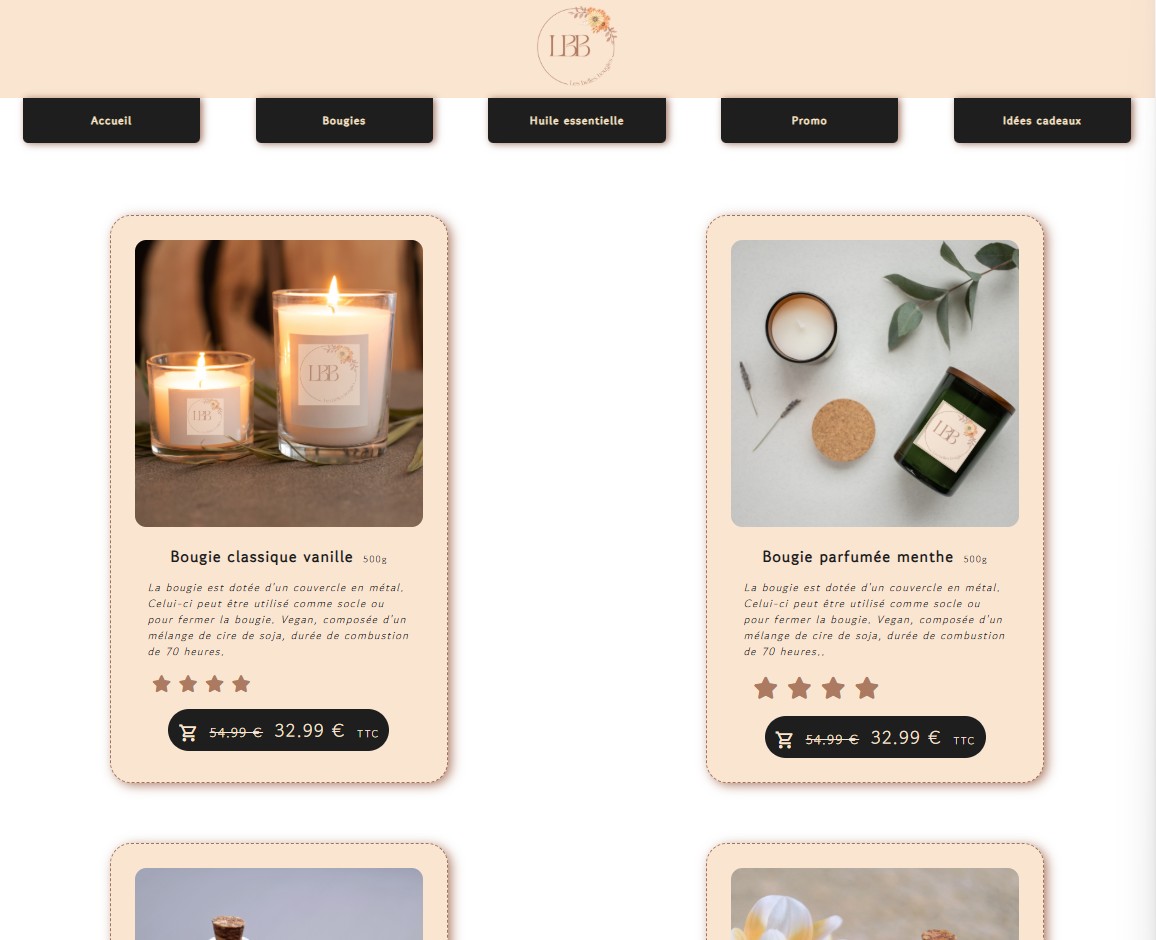 LBB
Les belles bougies
Accueil
Bougies
Huile essentielle
Promo
Idées cadeaux
LBB
LBB
LBB
Bougie classique vanille 500g
La bougie est dotée d'un couvercle en métal.
Celui-ci peut être utilisé comme socle ou
pour fermer la bougie. Vegan, composée d'un
mélange de cire de soja, durée de combustion
de 70 heures.
54.99 € 32.99 € TTC
Bougie parfumée menthe 500g
La bougie est dotée d'un couvercle en métal.
Celui-ci peut être utilisé comme socle ou
pour fermer la bougie. Vegan, composée d'un
mélange de cire de soja, durée de combustion
de 70 heures..
54.99 € 32.99 € TTC